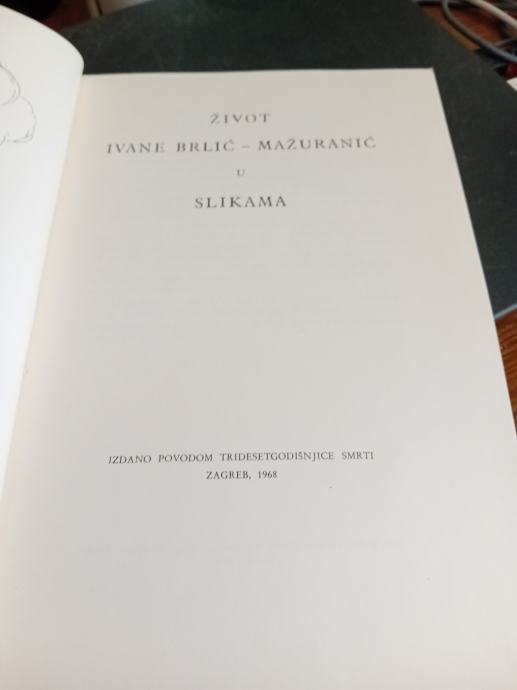 ŽIVOT
IVANE BRLIĆ – MAŽURANIĆ
U
SLIKAMA
IZDANO POVODOM TRIDESETGODIŠNJICE SMRTI
ZAGREB, 1968